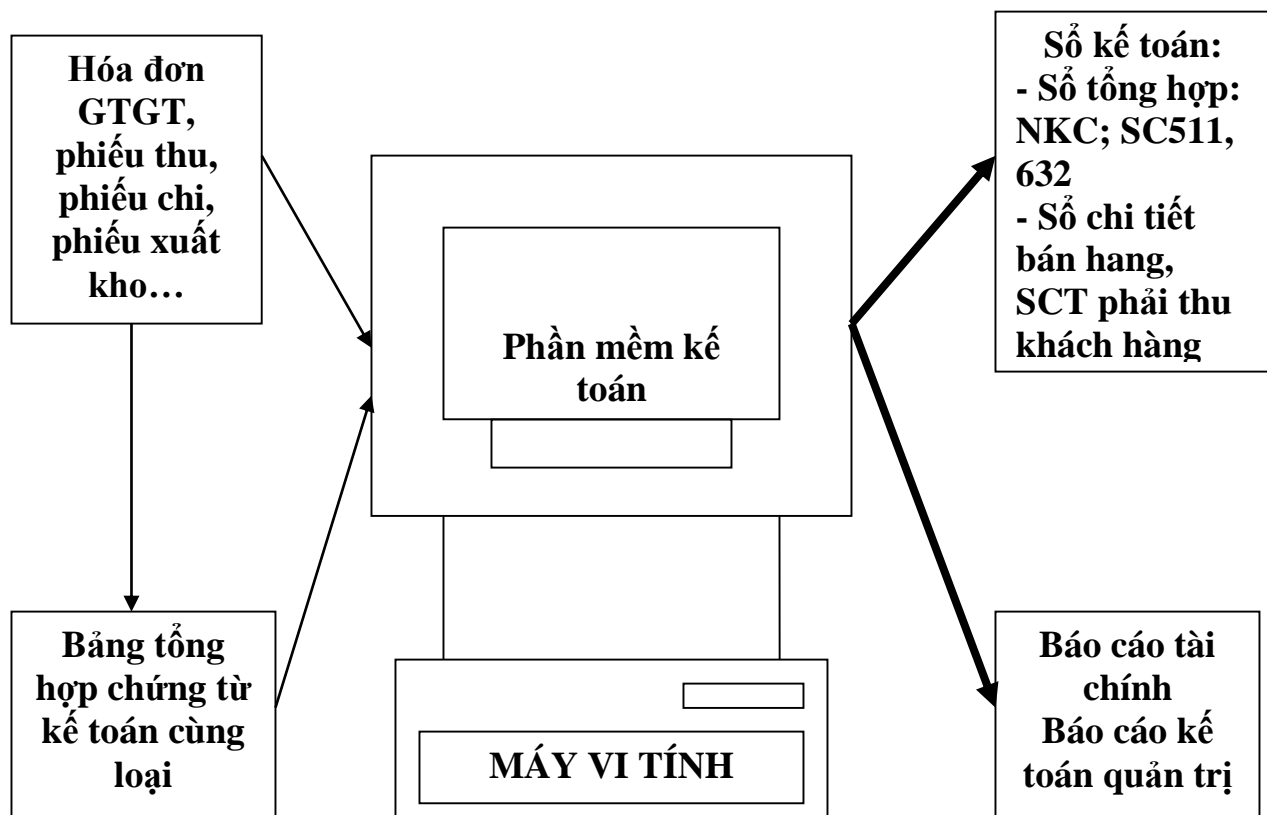 Hóa đơn
GTGT,
phiếu thu,
phiếu chi,
phiếu xuất
kho…
Bảng tổng
hợp chứng từ
kế toán cùng
loại
Phần mềm kế
toán
MÁY VI TÍNH
Sổ kế toán:
- Sổ tổng hợp:
NKC; SC511,
632
- Sổ chi tiết
bán hang,
SCT phải thu
khách hàng
Báo cáo tài
chính
Báo cáo kế
toán quản trị